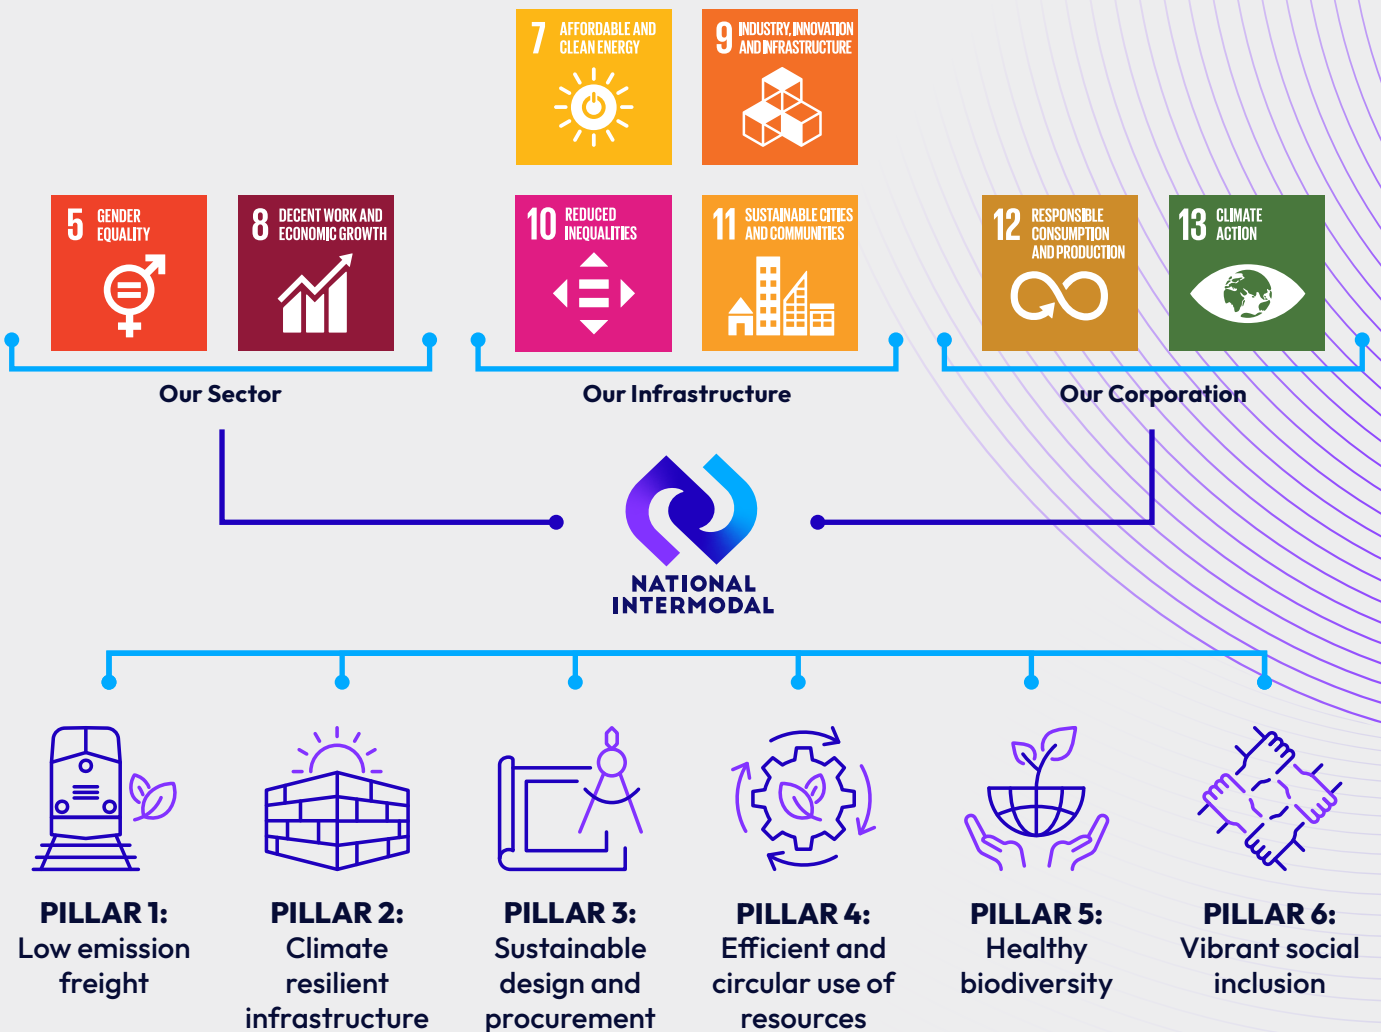 7 AFFORDABLE AND
CLEAN ENERGY
9 INDUSTRY, INNOVATION
AND INFRASTRUCTURE
5 GENDER
EQUALITY
8 DECENT WORK AND
ECONOMIC GROWTH
10 REDUCED
INEQUALITIES
11 SUSTAINABLE CITIES
AND COMMUNITIES
12 RESPONSIBLE
CONSUMPTION
AND PRODUCTION
13 CLIMATE
ACTION
Our Sector
Our Infrastructure
Our Corporation
NATIONAL
INTERMODAL
PILLAR 1:
Low emission
freight
PILLAR 2:
Climate
resilient
infrastructure
PILLAR 3:
Sustainable
design and
procurement
PILLAR 4:
Efficient and
circular use of
resources
PILLAR 5:
Healthy
biodiversity
PILLAR 6:
Vibrant social
inclusion